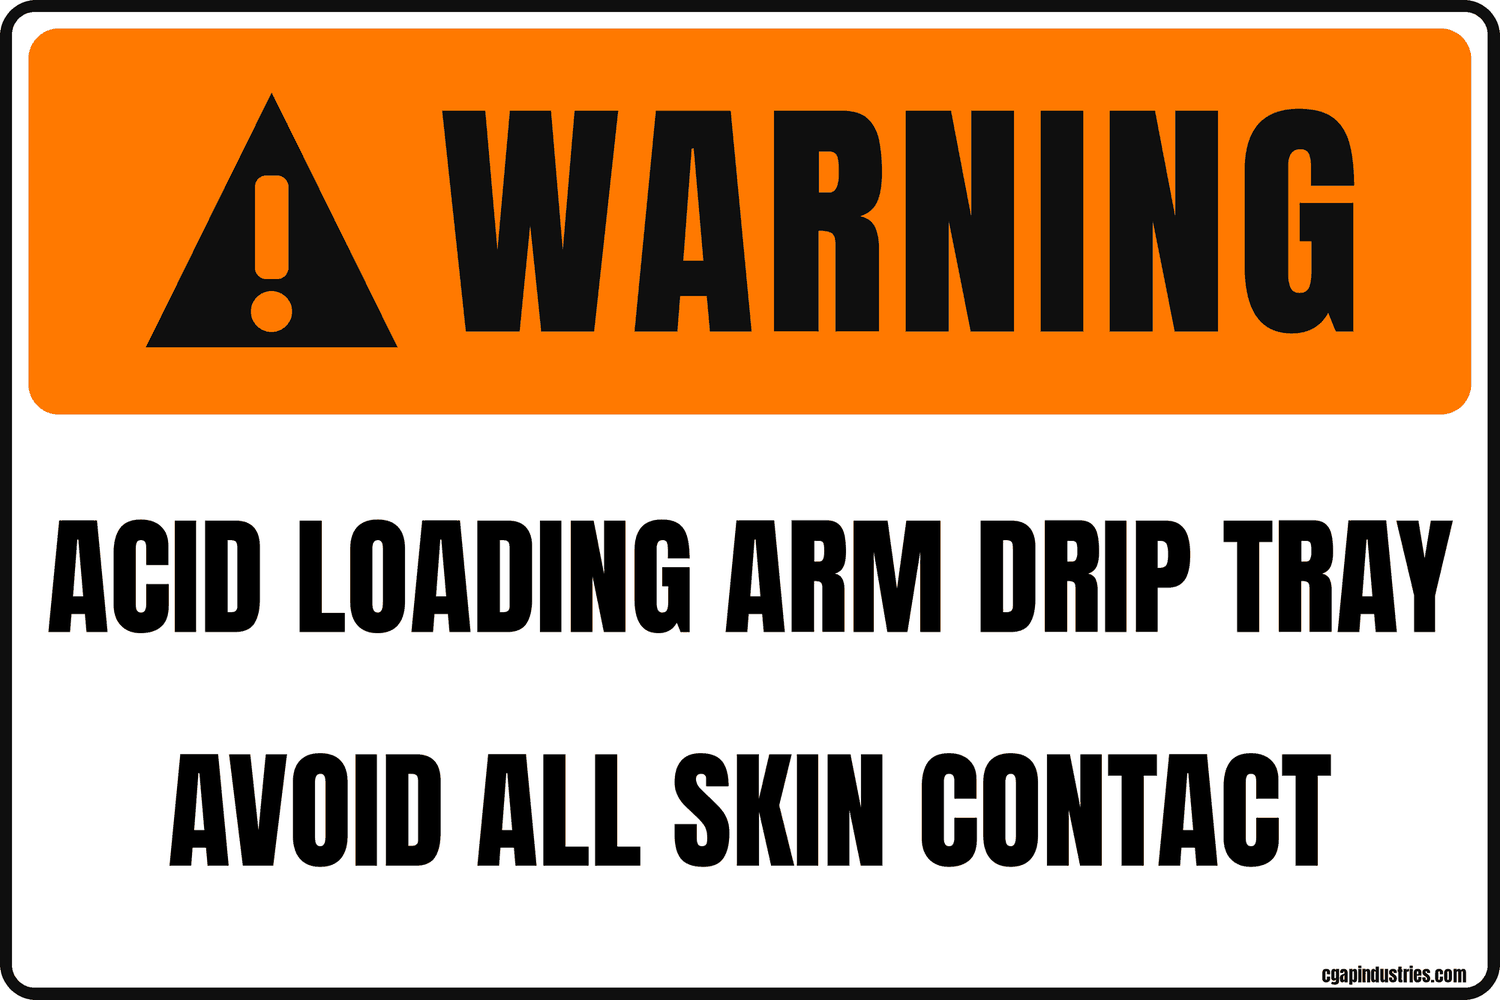 WARNING
ACID LOADING ARM DRIP TRAY
AVOID ALL SKIN CONTACT
cgapindustries.com